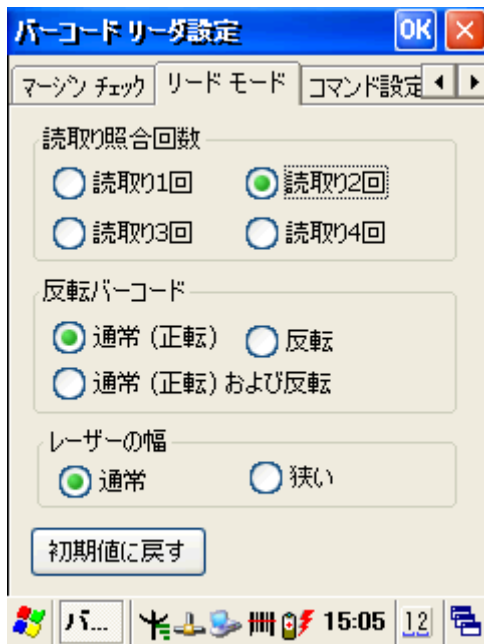 バーコード リーダ設定 OK
マージン チェック リード モード コマンド設定
読取り照合回数
読取り1回 読取り2回
読取り3回 読取り4回
反転バーコード
通常 (正転) 反転
通常 (正転) および反転
レーザーの幅
通常 狭い
初期値に戻す
バ... 15:05 12